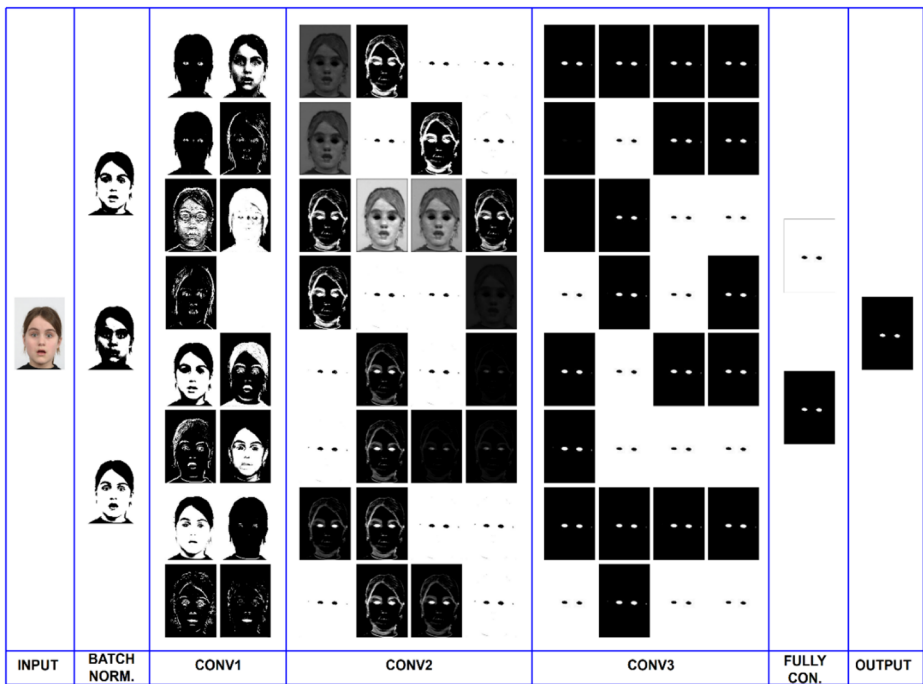 INPUT
BATCH
NORM.
CONV1
CONV2
CONV3
FULLY
CON.
OUTPUT